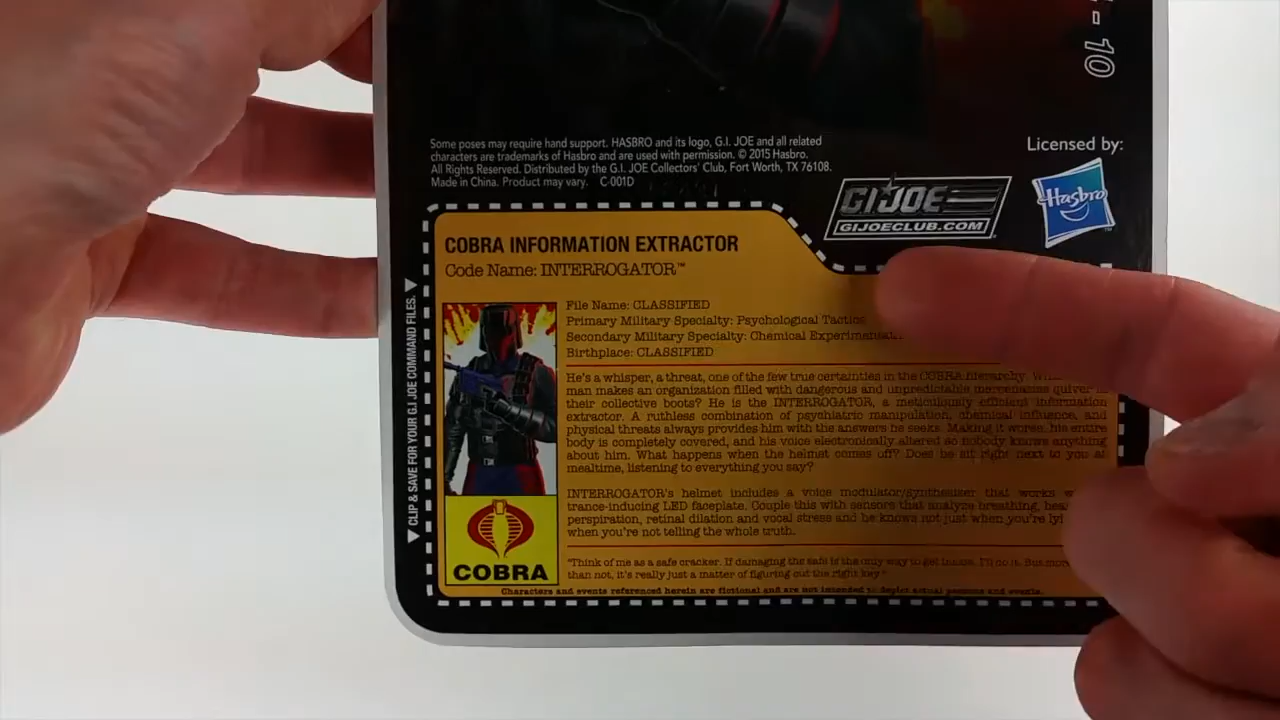 - 10
Some poses may require hand support. HASBRO and its logo, G.I. JOE and all related
characters are trademarks of Hasbro and are used with permission. © 2015 Hasbro.
All Rights Reserved. Distributed by the G.I. JOE Collectors' Club, Fort Worth, TX 76108.
Made in China. Product may vary. C-001D
Licensed by:
Hasbro™
GI JOE
GIJOECLUB.COM
COBRA INFORMATION EXTRACTOR
Code Name: INTERROGATOR™
File Name: CLASSIFIED
Primary Military Specialty: Psychological Tactics
Secondary Military Specialty: Chemical
Birthplace: CLASSIFIED
He's a whisper, a threat, one of the few true certainties in the COBRA hierarchy.
man makes an organization filled with dangerous and unpredictable mercenaries quiver in
their collective boots? He is the INTERROGATOR, a meticulously efficient information
extractor. A ruthless combination of psychiatric manipulation, chemical influence, and
physical threats always provides him with the answers he seeks. Making it worse, his entire
body is completely covered, and his voice electronically altered so nobody knows anything
about him. What happens when the helmet comes off? Does he sit right next to you at
mealtime, listening to everything you say?
INTERROGATOR's helmet includes a voice modulator/synthesizer that works
trance-inducing LED faceplate. Couple this with sensors that analyze breathing,
perspiration, retinal dilation and vocal stress and he knows not just when you're
when you're not telling the whole truth.
"Think of me as a safe cracker. If damaging the safe is the only way to get inside, I'll do it. But more
than not, it's really just a matter of figuring out the right key."
Characters and events referenced herein are fictional and are not intended to depict actual persons and events.
COBRA
▼ CLIP & SAVE FOR YOUR G.I. JOE COMMAND FILES. ▼